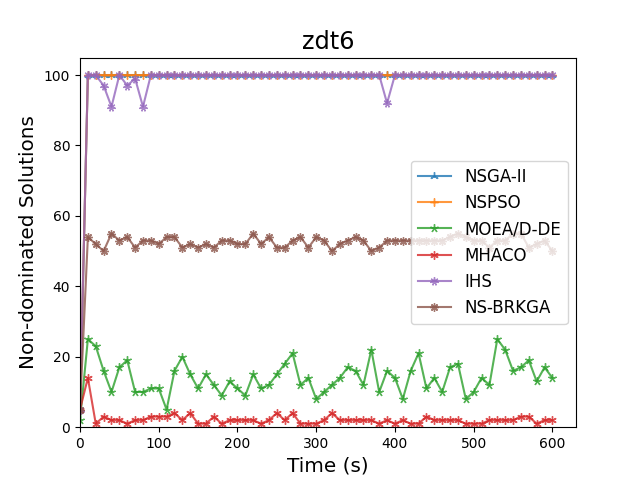 zdt6
Non-dominated Solutions
100
80
60
40
20
0
0 100 200 300 400 500 600
Time (s)
NSGA-II
NSPSO
MOEA/D-DE
MHACO
IHS
NS-BRKGA